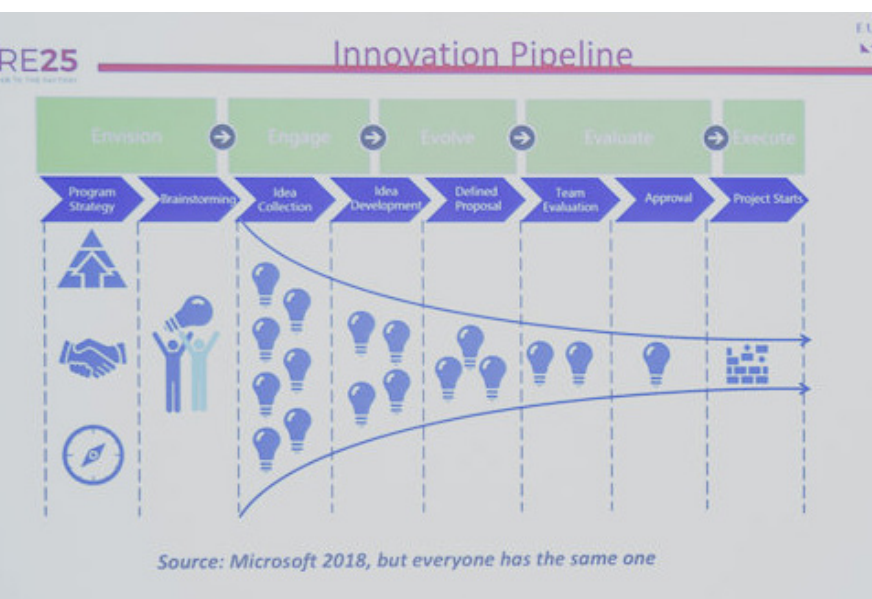 RE25
Innovation Pipeline
EU
Envision
Engage
Evolve
Evaluate
Execute
Program
Strategy
Brainstorming
Idea
Collection
Idea
Development
Defined
Proposal
Team
Evaluation
Approval
Project Starts
Source: Microsoft 2018, but everyone has the same one